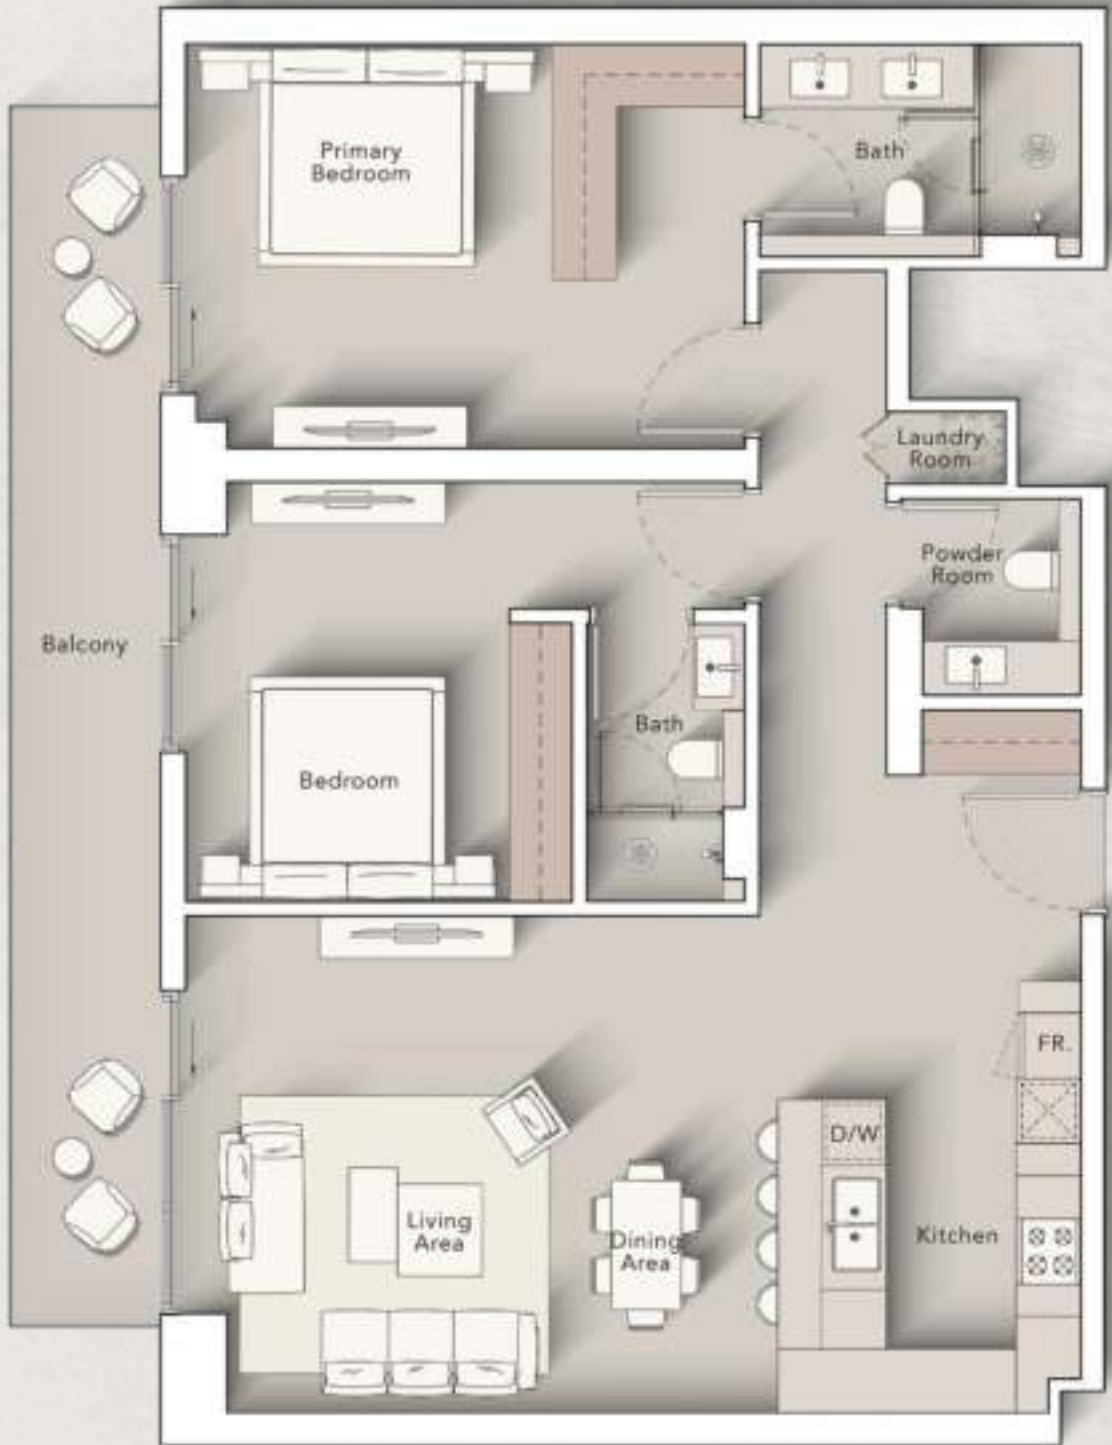 Primary
Bedroom
Bath
Laundry
Room
Powder
Room
Balcony
Bath
Bedroom
FR.
D/W
Living
Area
Dining
Area
Kitchen